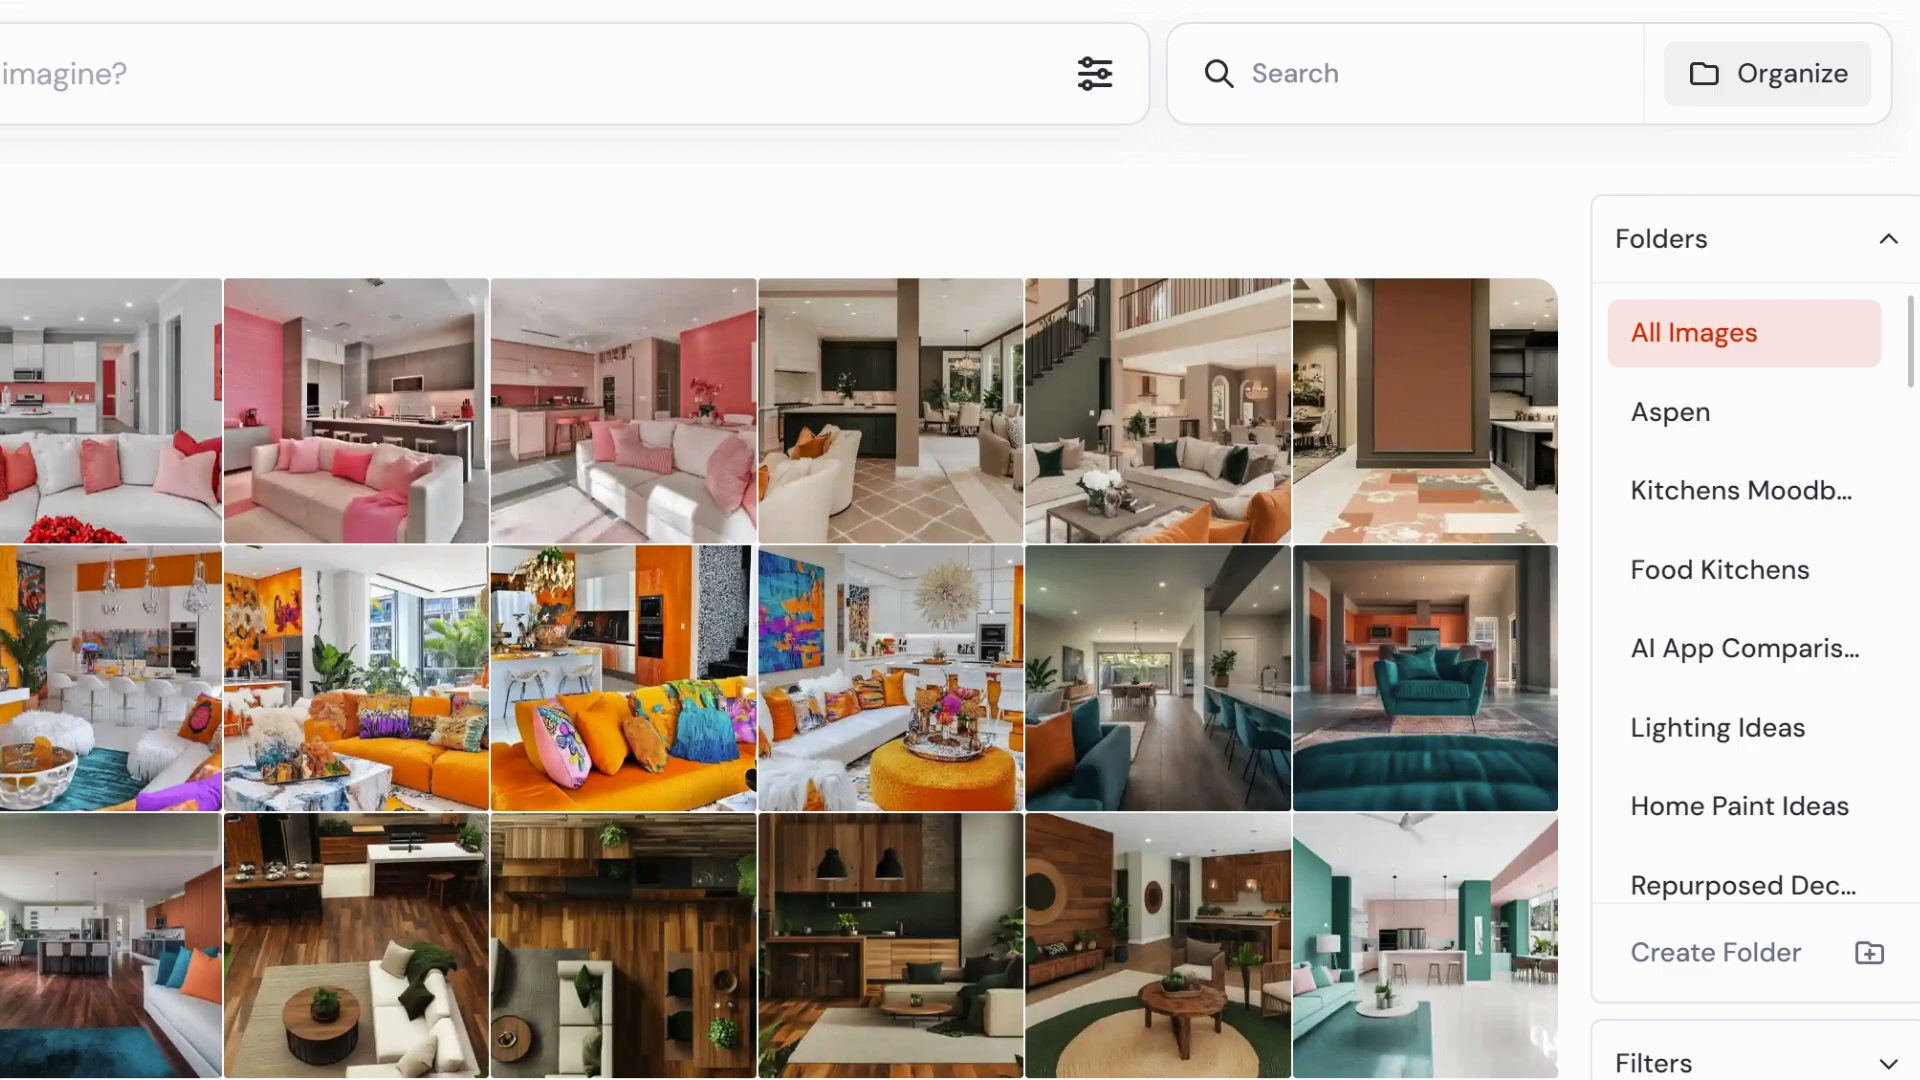 imagine?
Search
Organize
Folders
All Images
Aspen
Kitchens Moodb...
Food Kitchens
AI App Comparis...
Lighting Ideas
Home Paint Ideas
Repurposed Dec...
Create Folder
Filters